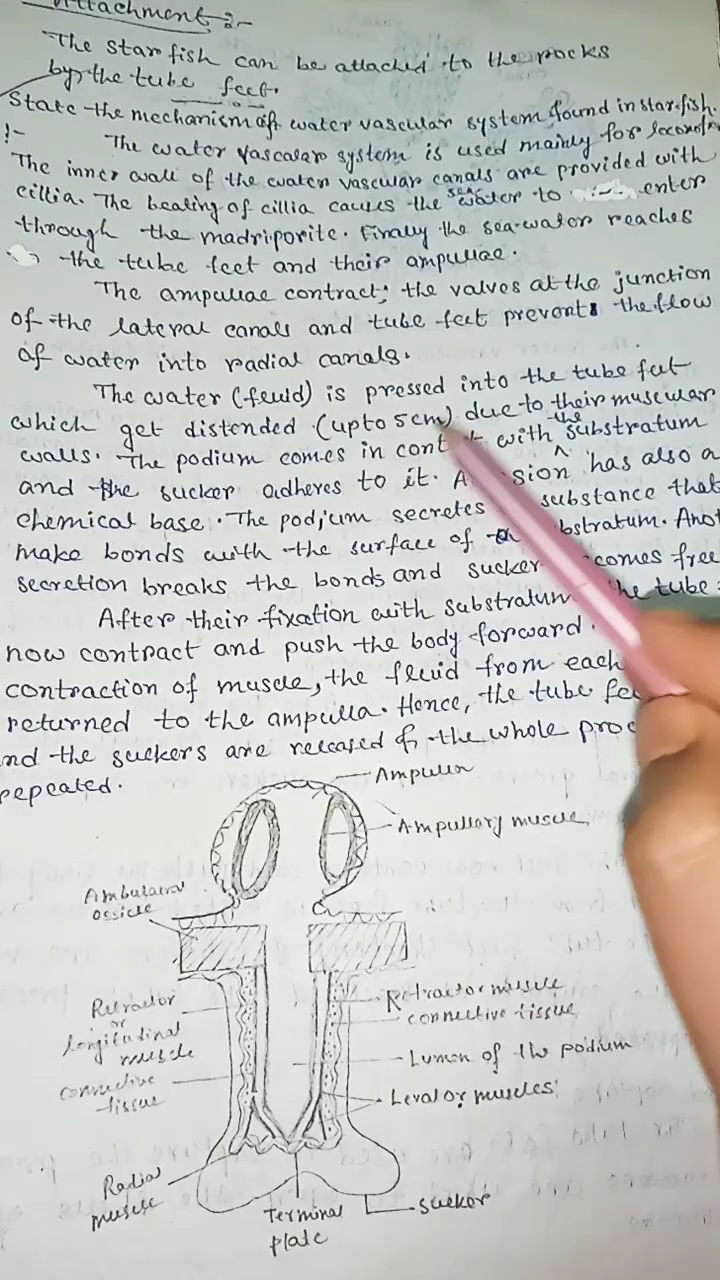 Attachment :-
The star fish can be attached to the rocks
by the tube feet.
State the mechanism of water vascular system found in star-fish.
:- The water vascular system is used mainly for locomo
The inner wall of the water vascular canals are provided with
cillia. The beating of cillia causes the sea water to enter
through the madriporite. Finally the sea-water reaches
the tube feet and their ampullae.
The ampullae contract; the valves at the junction
of the lateral canals and tube feet prevent the flow
of water into radial canals.
The water (fluid) is pressed into the tube feet
which get distended (upto 5cm) due to their muscular
walls. The podium comes in with the substratum
and the sucker adheres to it. has also a
chemical base. The podium secretes substance that
make bonds with the surface of
secretion breaks the bonds and sucker comes free
After their fixation with substratum the tube
now contract and push the body forward.
contraction of muscle, the fluid from each
returned to the ampulla. Hence, the tube
nd the suckers are released & the whole
repeated.
Ampulla
Ampullary muscle
Ambulacral
ossicle
Retractor muscle
connective tissue
Retractor
or
longitudinal
muscle
Lumen of the podium
connective
tissue
Levator muscles
Radial
muscle
Terminal
plate
sucker